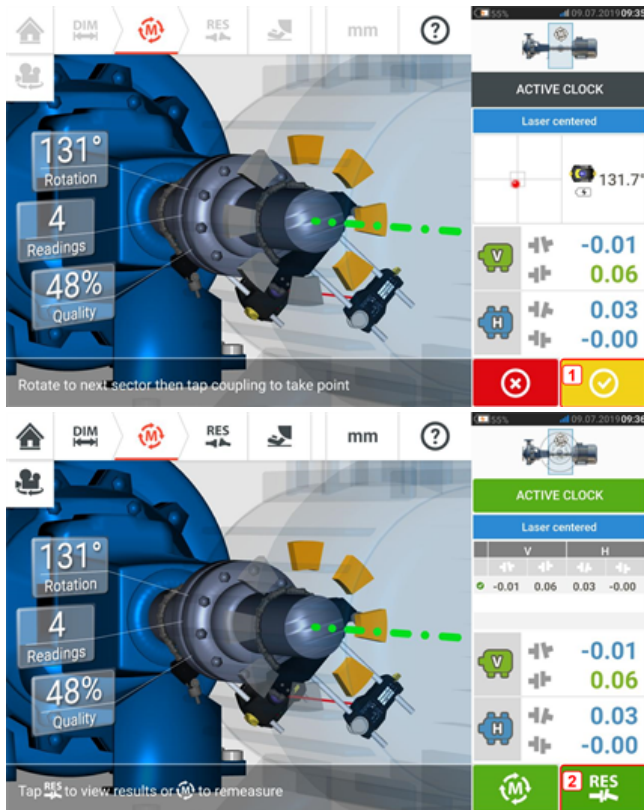 DIM
M
RES
mm
?
55%
09.07.2019 09:35
ACTIVE CLOCK
Laser centered
131.7°
131°
Rotation
4
Readings
48%
Quality
V
-0.01
0.06
H
0.03
-0.00
1
Rotate to next sector then tap coupling to take point
DIM
M
RES
mm
?
55%
09.07.2019 09:36
ACTIVE CLOCK
Laser centered
V H
-0.01 0.06 0.03 -0.00
131°
Rotation
4
Readings
48%
Quality
V
-0.01
0.06
H
0.03
-0.00
Tap RES to view results or M to remeasure
M
2 RES